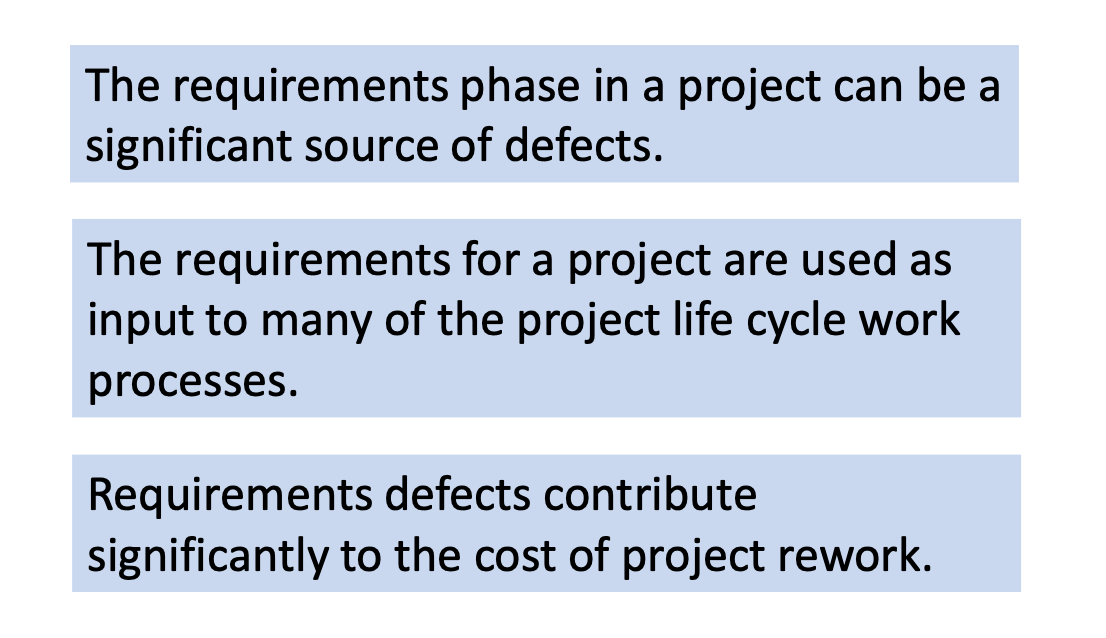 The requirements phase in a project can be a
significant source of defects.
The requirements for a project are used as
input to many of the project life cycle work
processes.
Requirements defects contribute
significantly to the cost of project rework.